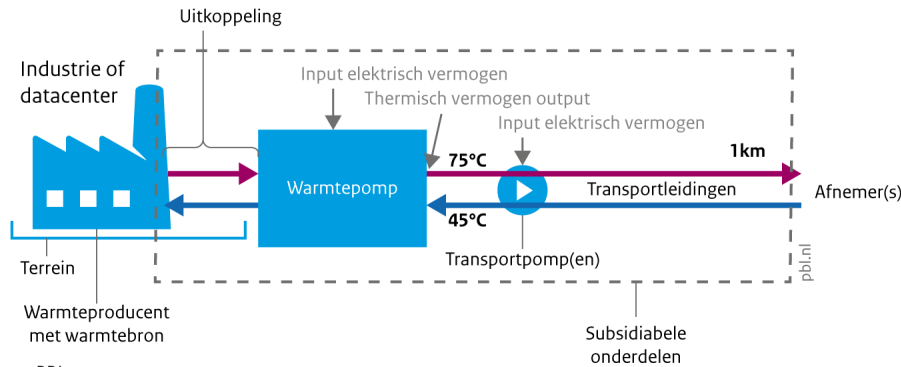 Uitkoppeling
Industrie of
datacenter
Input elektrisch vermogen
Thermisch vermogen output
Input elektrisch vermogen
75°C
1km
Warmtepomp
Transportleidingen
Afnemer(s)
45°C
Transportpomp(en)
Terrein
pbl.nl
Warmteproducent
met warmtebron
Subsidiabele
onderdelen